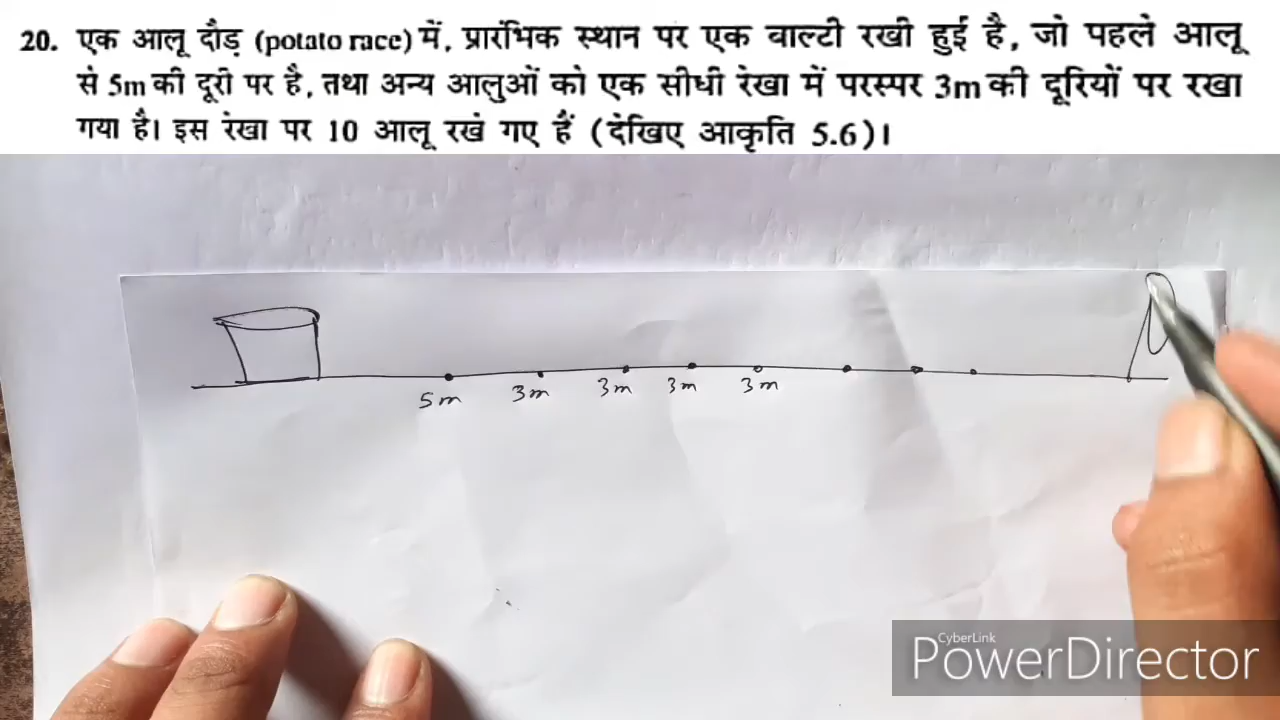 20. एक आलू दौड़ (potato race) में, प्रारंभिक स्थान पर एक बाल्टी रखी हुई है, जो पहले आलू
से 5m की दूरी पर है, तथा अन्य आलुओं को एक सीधी रेखा में परस्पर 3m की दूरियों पर रखा
गया है। इस रेखा पर 10 आलू रखे गए हैं (देखिए आकृति 5.6)।
5m 3m 3m 3m 3m
CyberLink
PowerDirector